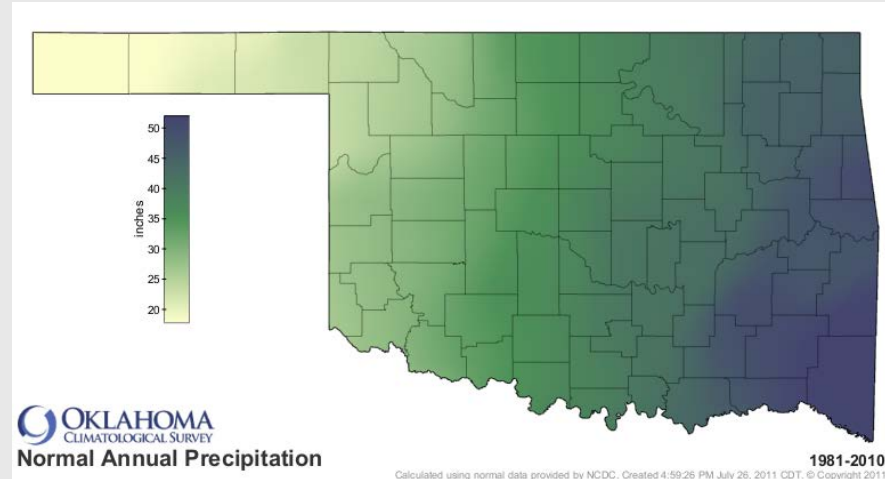 50
45
40
35
30
25
20
inches
OKLAHOMA
CLIMATOLOGICAL SURVEY
Normal Annual Precipitation
1981-2010
Calculated using normal data provided by NCDC. Created 4:59:26 PM July 26, 2011 CDT. © Copyright 2011